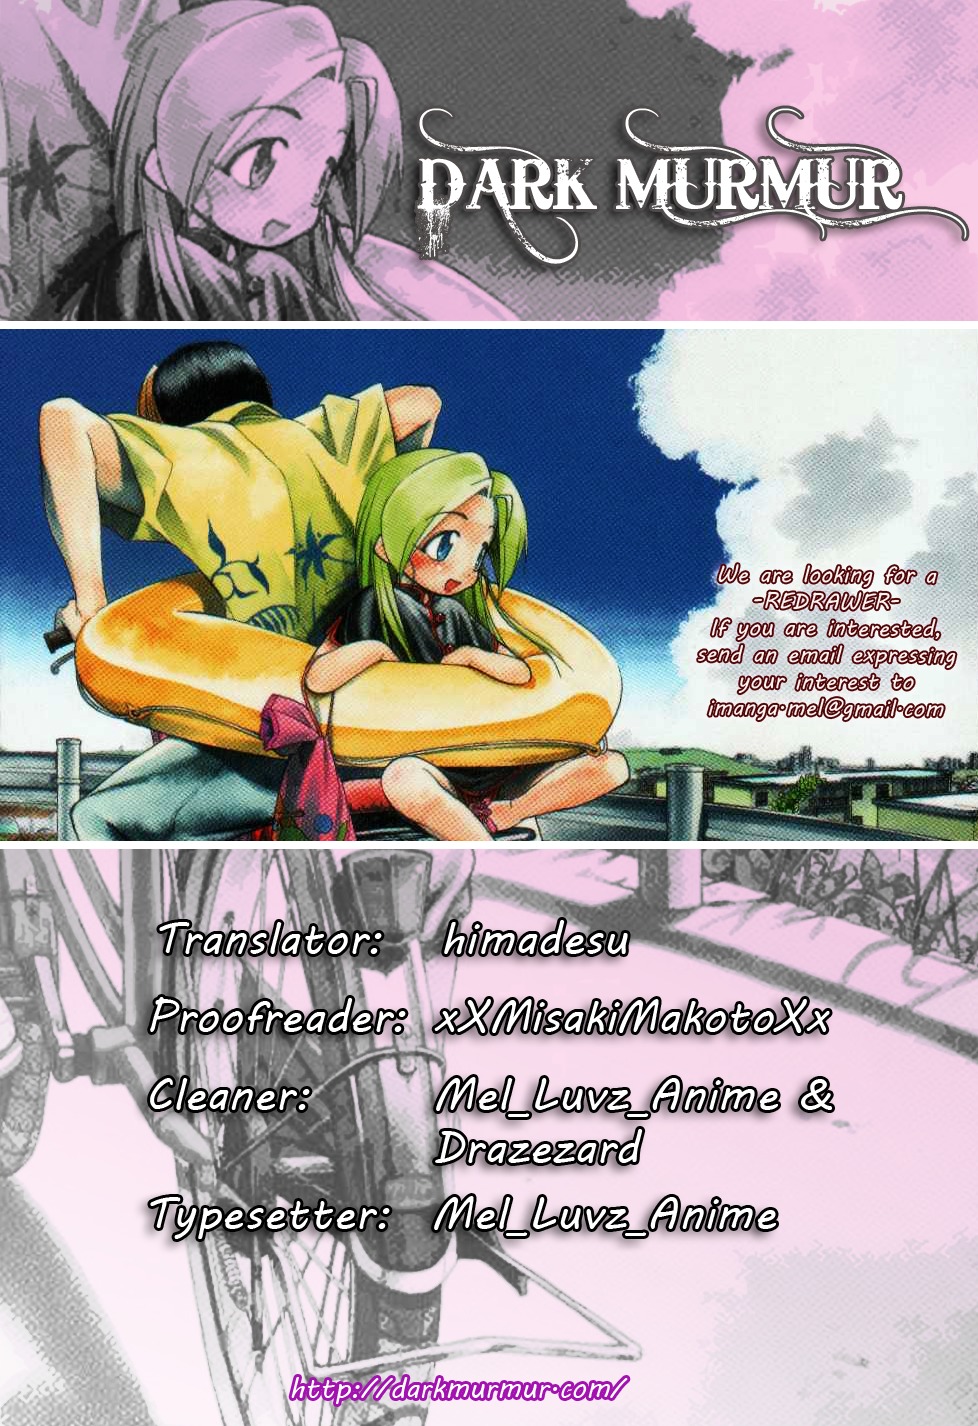 DARK MURMUR
We are looking for a
-REDRAWER-
If you are interested,
send an email expressing
your interest to
imanga.mel@gmail.com
Translator: himadesu
Proofreader: xXMisakiMakotoXx
Cleaner: Mel_Luvz_Anime &
Drazezard
Typesetter: Mel_Luvz_Anime
http://darkmurmur.com/